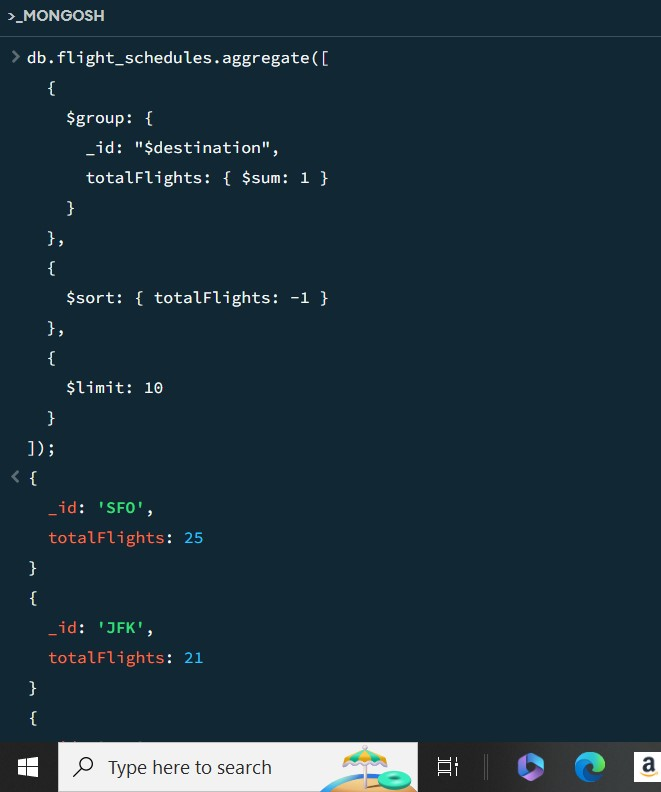 >_MONGOSH
> db.flight_schedules.aggregate([
{
$group: {
_id: "$destination",
totalFlights: { $sum: 1 }
}
},
{
$sort: { totalFlights: -1 }
},
{
$limit: 10
}
]);
< {
_id: 'SFO',
totalFlights: 25
}
{
_id: 'JFK',
totalFlights: 21
}
{
Type here to search
a